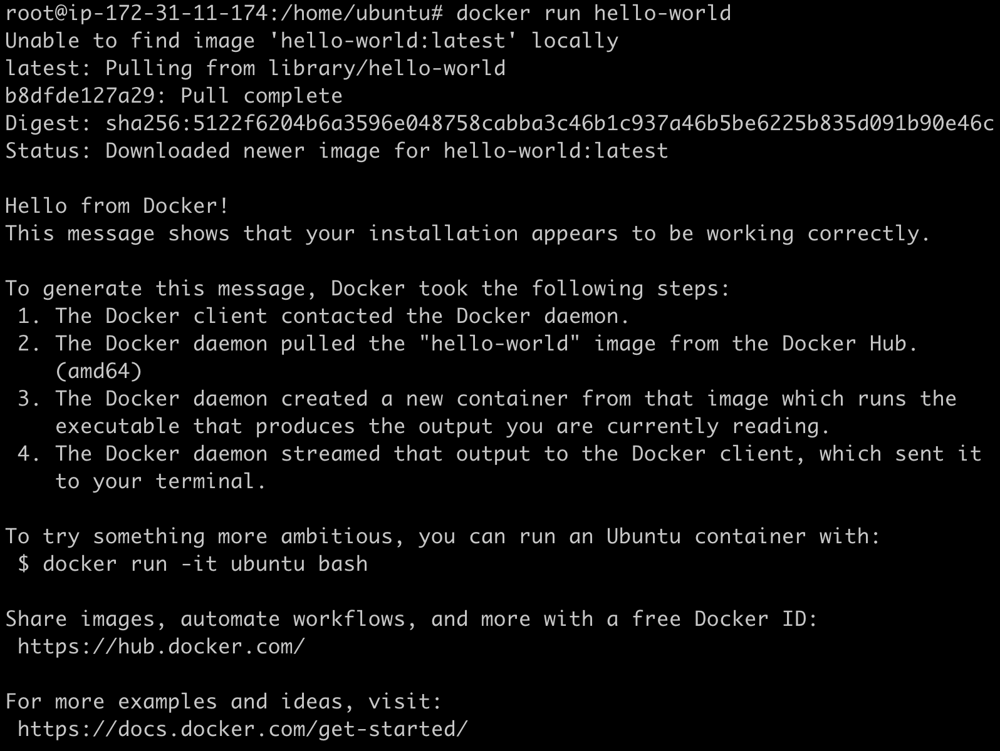 root@ip-172-31-11-174:/home/ubuntu# docker run hello-world
Unable to find image 'hello-world:latest' locally
latest: Pulling from library/hello-world
b8dfde127a29: Pull complete
Digest: sha256:5122f6204b6a3596e048758cabba3c46b1c937a46b5be6225b835d091b90e46c
Status: Downloaded newer image for hello-world:latest

Hello from Docker!
This message shows that your installation appears to be working correctly.

To generate this message, Docker took the following steps:
 1. The Docker client contacted the Docker daemon.
 2. The Docker daemon pulled the "hello-world" image from the Docker Hub.
    (amd64)
 3. The Docker daemon created a new container from that image which runs the
    executable that produces the output you are currently reading.
 4. The Docker daemon streamed that output to the Docker client, which sent it
    to your terminal.

To try something more ambitious, you can run an Ubuntu container with:
 $ docker run -it ubuntu bash

Share images, automate workflows, and more with a free Docker ID:
 https://hub.docker.com/

For more examples and ideas, visit:
 https://docs.docker.com/get-started/